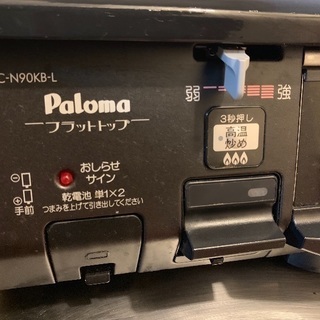 C-N90KB-L
弱
強
Paloma
フラットトップ
3秒押し
高温
炒め
おしらせ
サイン
乾電池 単1×2
手前
つまみを上げて引き出してください